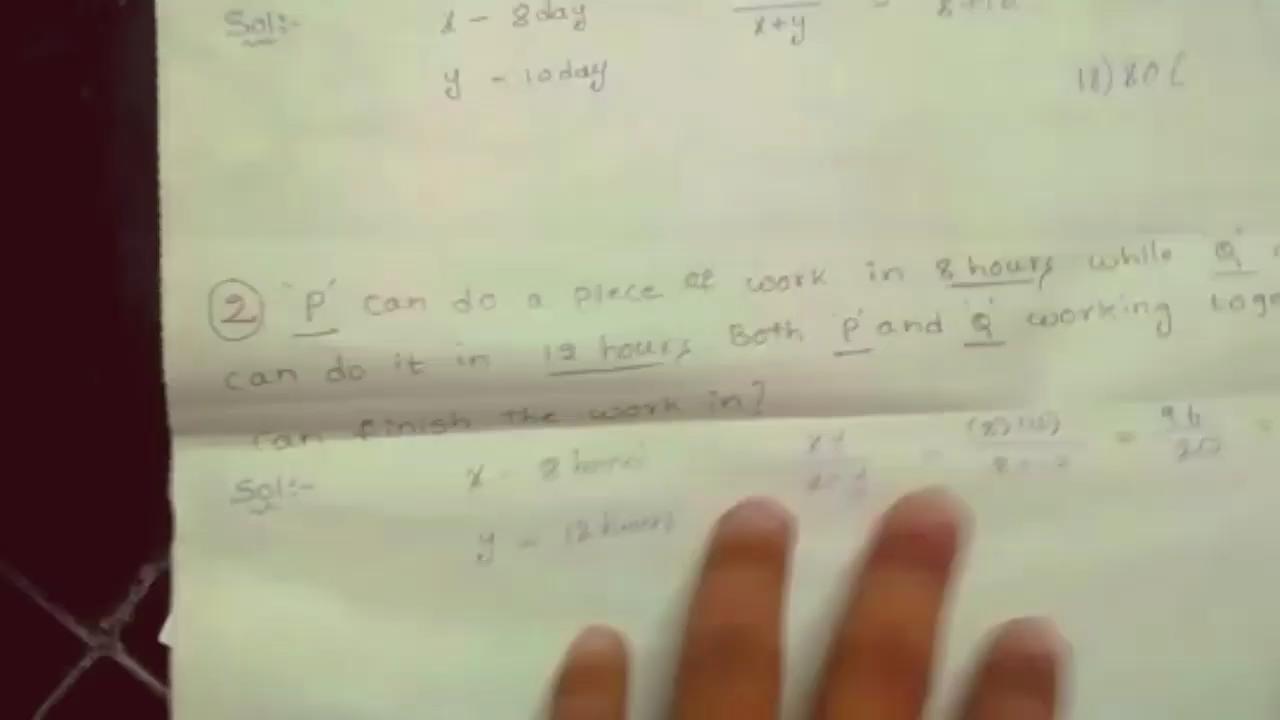 Sol:- x - 8 day x+y
y - 10 day 18) 80 (
2 'P' can do a piece of work in 8 hours while 'Q'
can do it in 12 hours Both 'P' and 'Q' working toge
can finish the work in?
Sol:- x - 8 hours = = 96/20 =
y - 12 hours